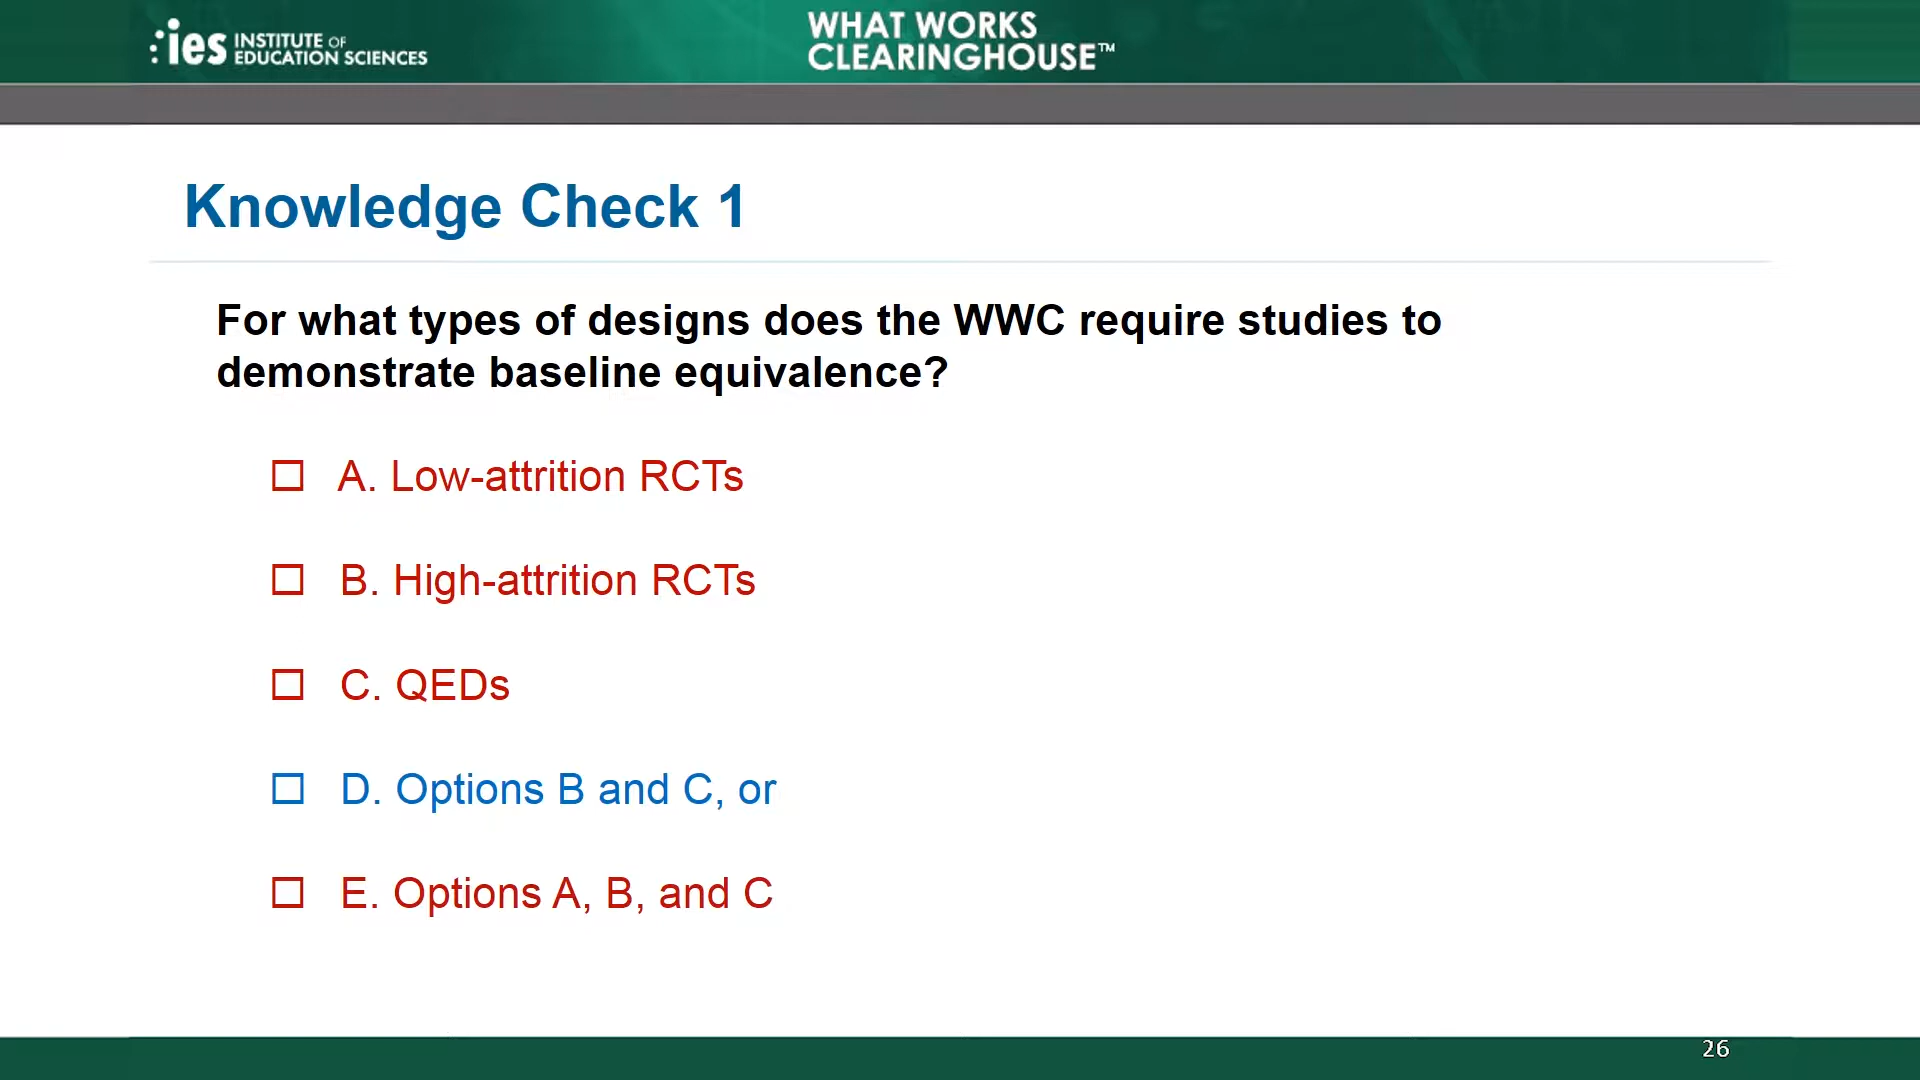 ies INSTITUTE OF
EDUCATION SCIENCES
WHAT WORKS
CLEARINGHOUSE™
Knowledge Check 1
For what types of designs does the WWC require studies to
demonstrate baseline equivalence?
A. Low-attrition RCTs
B. High-attrition RCTs
C. QEDs
D. Options B and C, or
E. Options A, B, and C
26